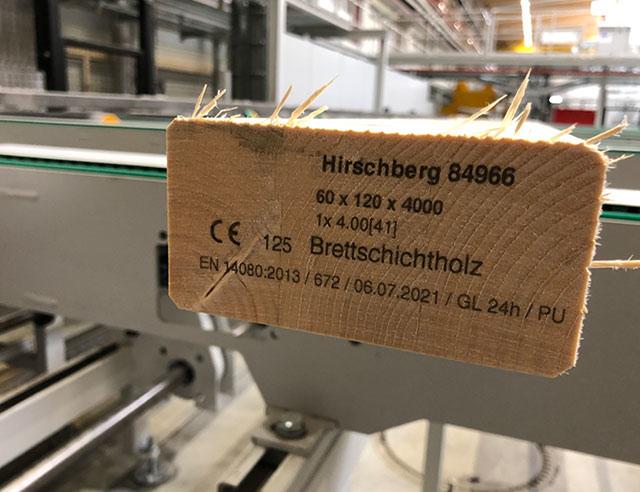 Hirschberg 84966
60 x 120 x 4000
1x 4.00[41]
CE 125 Brettschichtholz
EN 14080:2013 / 672 / 06.07.2021 / GL 24h / PU